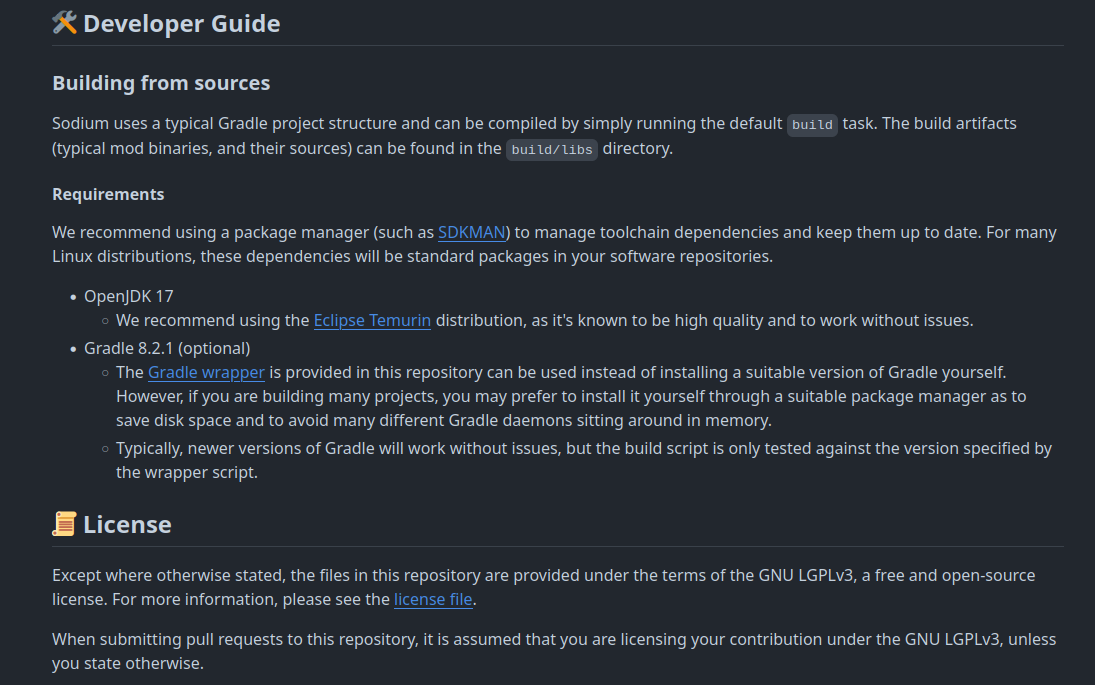 🛠️ Developer Guide
Building from sources
Sodium uses a typical Gradle project structure and can be compiled by simply running the default build task. The build artifacts
(typical mod binaries, and their sources) can be found in the build/libs directory.
Requirements
We recommend using a package manager (such as SDKMAN) to manage toolchain dependencies and keep them up to date. For many
Linux distributions, these dependencies will be standard packages in your software repositories.
• OpenJDK 17
◦ We recommend using the Eclipse Temurin distribution, as it's known to be high quality and to work without issues.
• Gradle 8.2.1 (optional)
◦ The Gradle wrapper is provided in this repository can be used instead of installing a suitable version of Gradle yourself.
However, if you are building many projects, you may prefer to install it yourself through a suitable package manager as to
save disk space and to avoid many different Gradle daemons sitting around in memory.
◦ Typically, newer versions of Gradle will work without issues, but the build script is only tested against the version specified by
the wrapper script.
📜 License
Except where otherwise stated, the files in this repository are provided under the terms of the GNU LGPLv3, a free and open-source
license. For more information, please see the license file.
When submitting pull requests to this repository, it is assumed that you are licensing your contribution under the GNU LGPLv3, unless
you state otherwise.